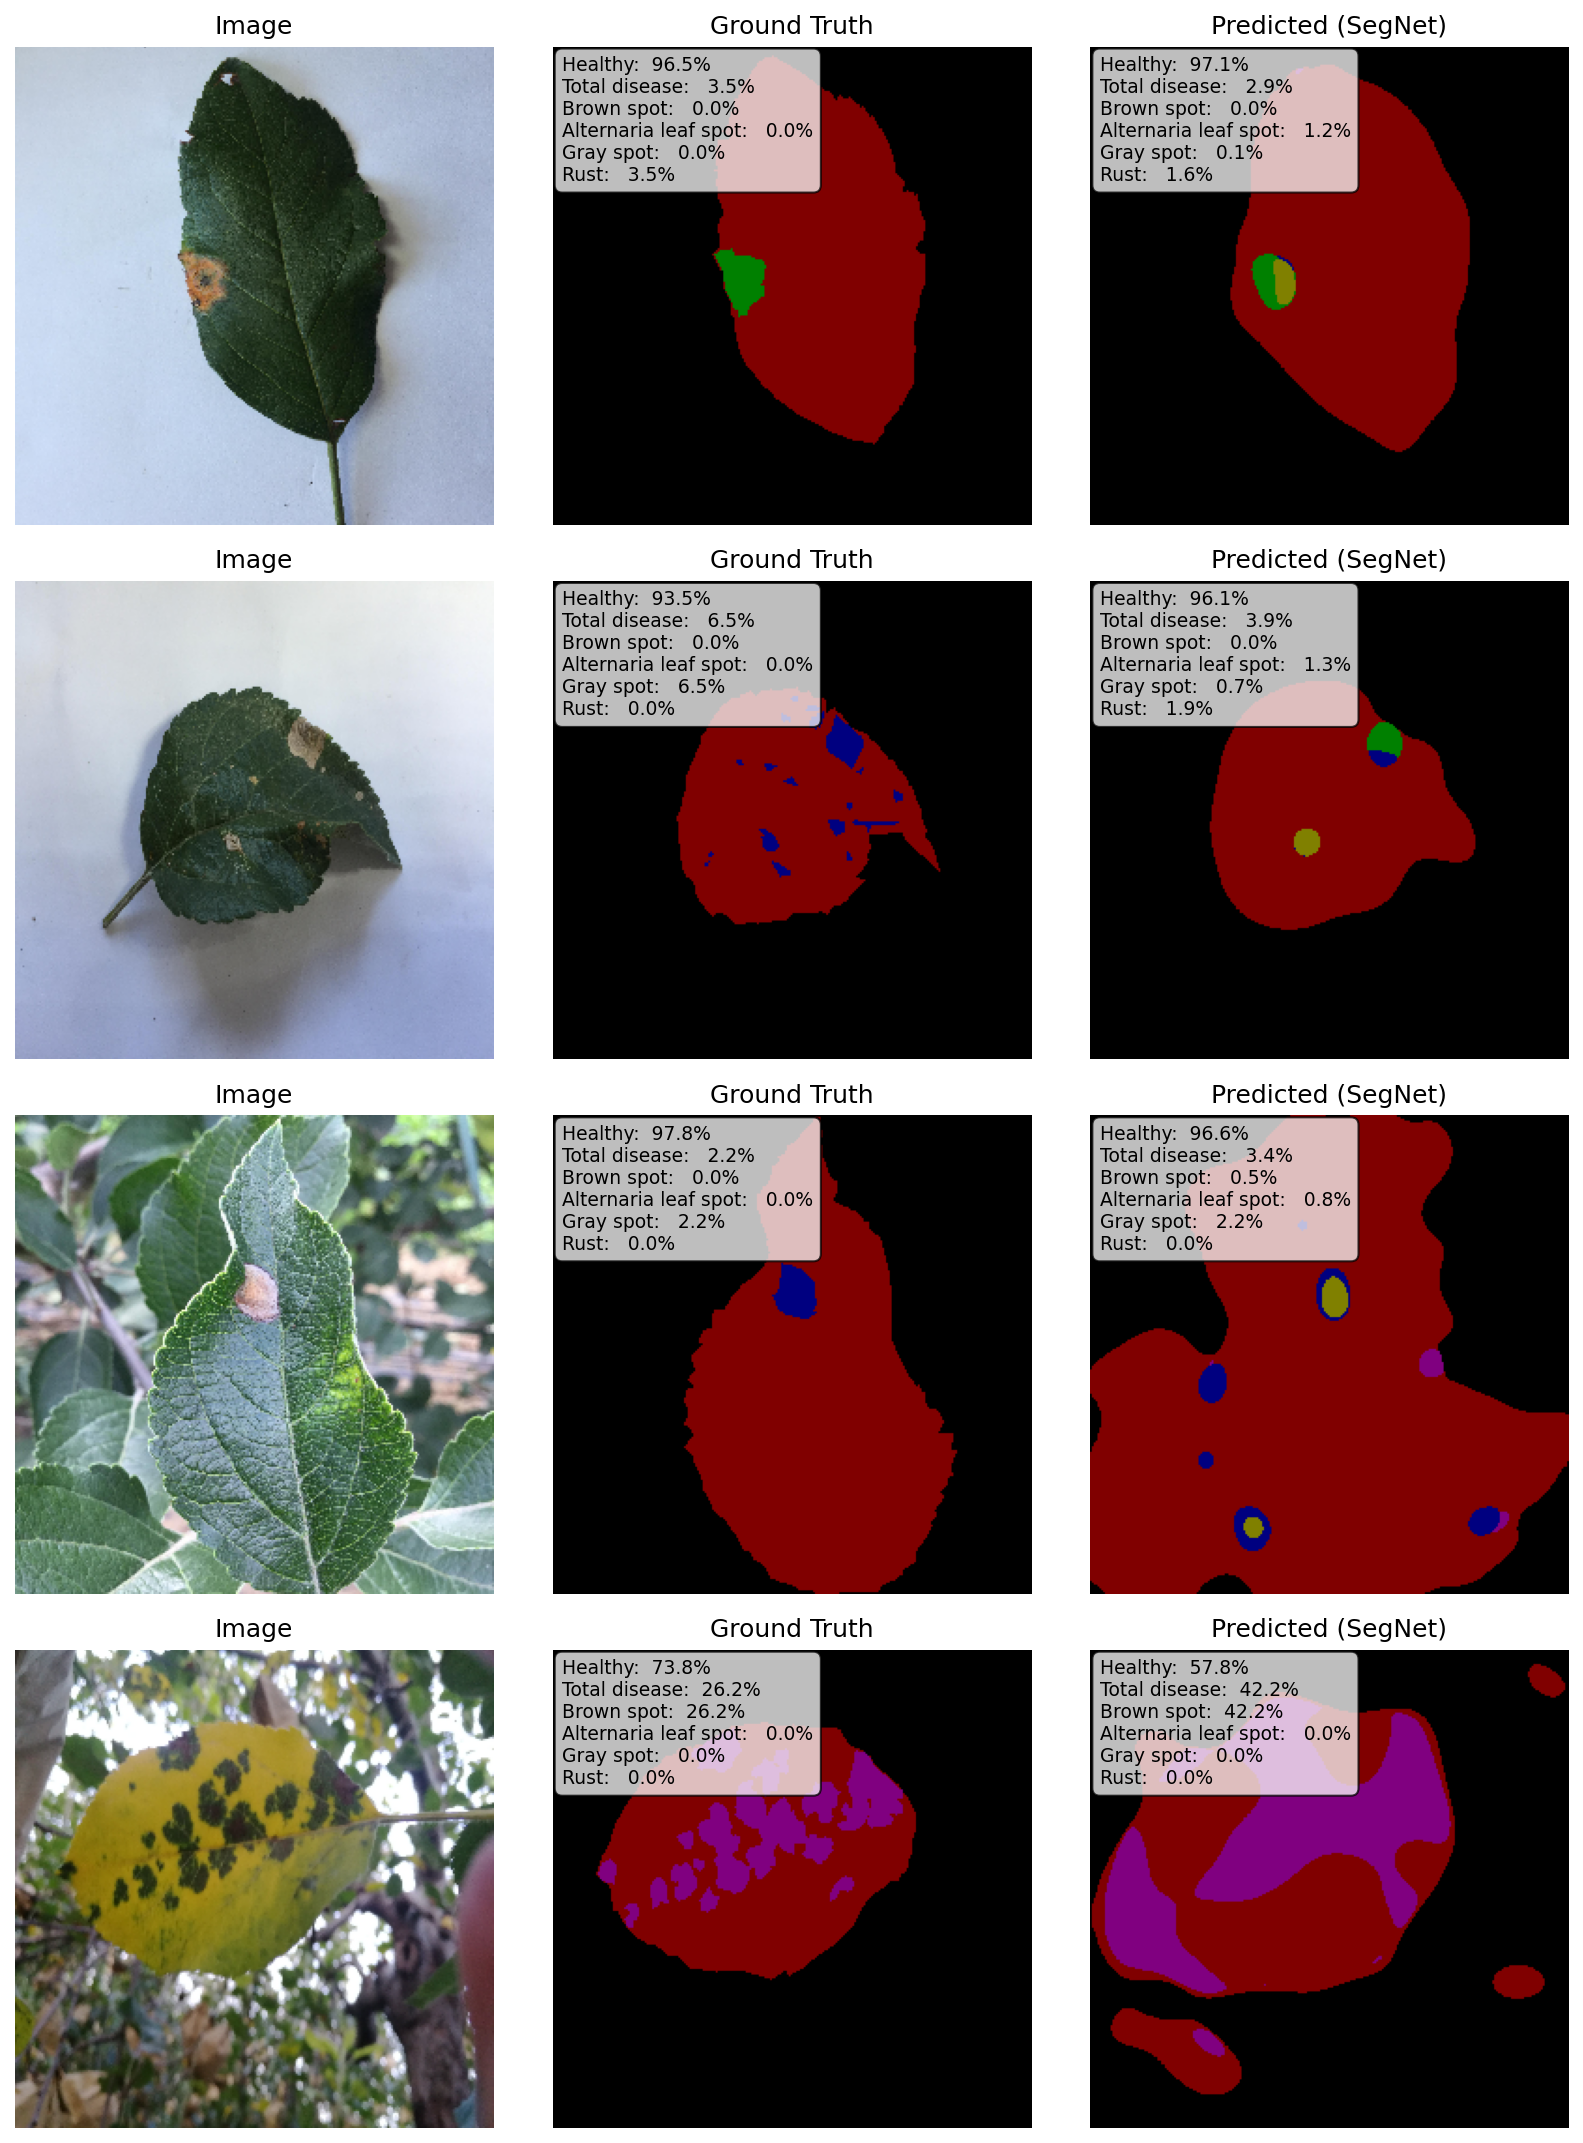 Image
Ground Truth
Predicted (SegNet)
Healthy: 96.5%
Total disease: 3.5%
Brown spot: 0.0%
Alternaria leaf spot: 0.0%
Gray spot: 0.0%
Rust: 3.5%
Healthy: 97.1%
Total disease: 2.9%
Brown spot: 0.0%
Alternaria leaf spot: 1.2%
Gray spot: 0.1%
Rust: 1.6%
Image
Ground Truth
Predicted (SegNet)
Healthy: 93.5%
Total disease: 6.5%
Brown spot: 0.0%
Alternaria leaf spot: 0.0%
Gray spot: 6.5%
Rust: 0.0%
Healthy: 96.1%
Total disease: 3.9%
Brown spot: 0.0%
Alternaria leaf spot: 1.3%
Gray spot: 0.7%
Rust: 1.9%
Image
Ground Truth
Predicted (SegNet)
Healthy: 97.8%
Total disease: 2.2%
Brown spot: 0.0%
Alternaria leaf spot: 0.0%
Gray spot: 2.2%
Rust: 0.0%
Healthy: 96.6%
Total disease: 3.4%
Brown spot: 0.5%
Alternaria leaf spot: 0.8%
Gray spot: 2.2%
Rust: 0.0%
Image
Ground Truth
Predicted (SegNet)
Healthy: 73.8%
Total disease: 26.2%
Brown spot: 26.2%
Alternaria leaf spot: 0.0%
Gray spot: 0.0%
Rust: 0.0%
Healthy: 57.8%
Total disease: 42.2%
Brown spot: 42.2%
Alternaria leaf spot: 0.0%
Gray spot: 0.0%
Rust: 0.0%